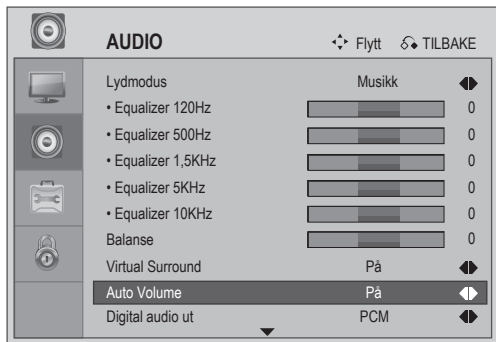 AUDIO Flytt TILBAKE
Lydmodus Musikk
• Equalizer 120Hz 0
• Equalizer 500Hz 0
• Equalizer 1,5KHz 0
• Equalizer 5KHz 0
• Equalizer 10KHz 0
Balanse 0
Virtual Surround På
Auto Volume På
Digital audio ut PCM